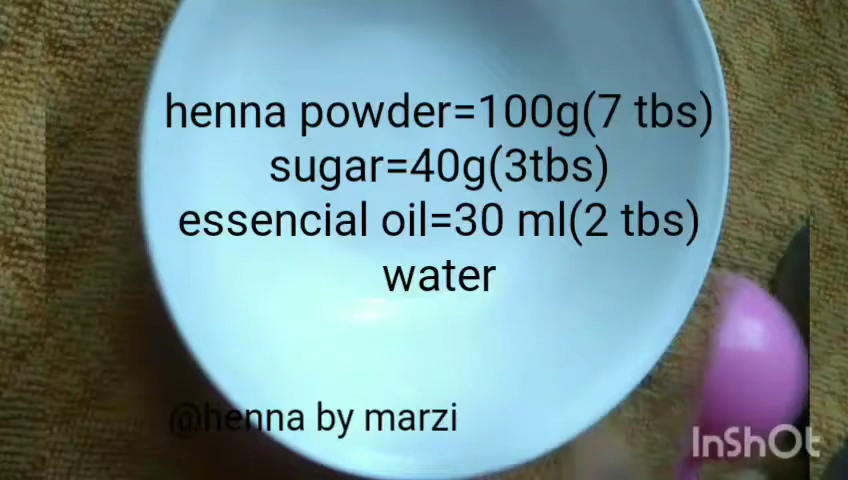 henna powder=100g(7 tbs)
sugar=40g(3tbs)
essencial oil=30 ml(2 tbs)
water
@henna by marzi
InShOt